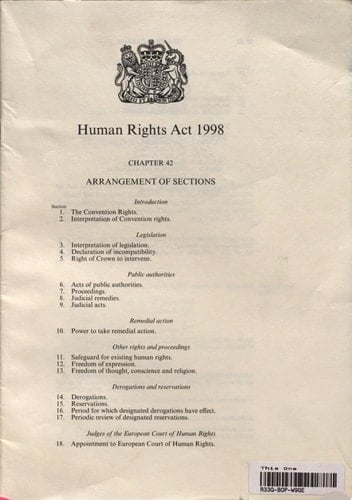 Human Rights Act 1998
CHAPTER 42
ARRANGEMENT OF SECTIONS
Introduction
Section
1. The Convention Rights.
2. Interpretation of Convention rights.
Legislation
3. Interpretation of legislation.
4. Declaration of incompatibility.
5. Right of Crown to intervene.
Public authorities
6. Acts of public authorities.
7. Proceedings.
8. Judicial remedies.
9. Judicial acts.
Remedial action
10. Power to take remedial action.
Other rights and proceedings
11. Safeguard for existing human rights.
12. Freedom of expression.
13. Freedom of thought, conscience and religion.
Derogations and reservations
14. Derogations.
15. Reservations.
16. Period for which designated derogations have effect.
17. Periodic review of designated reservations.
Judges of the European Court of Human Rights
18. Appointment to European Court of Human Rights.
This One